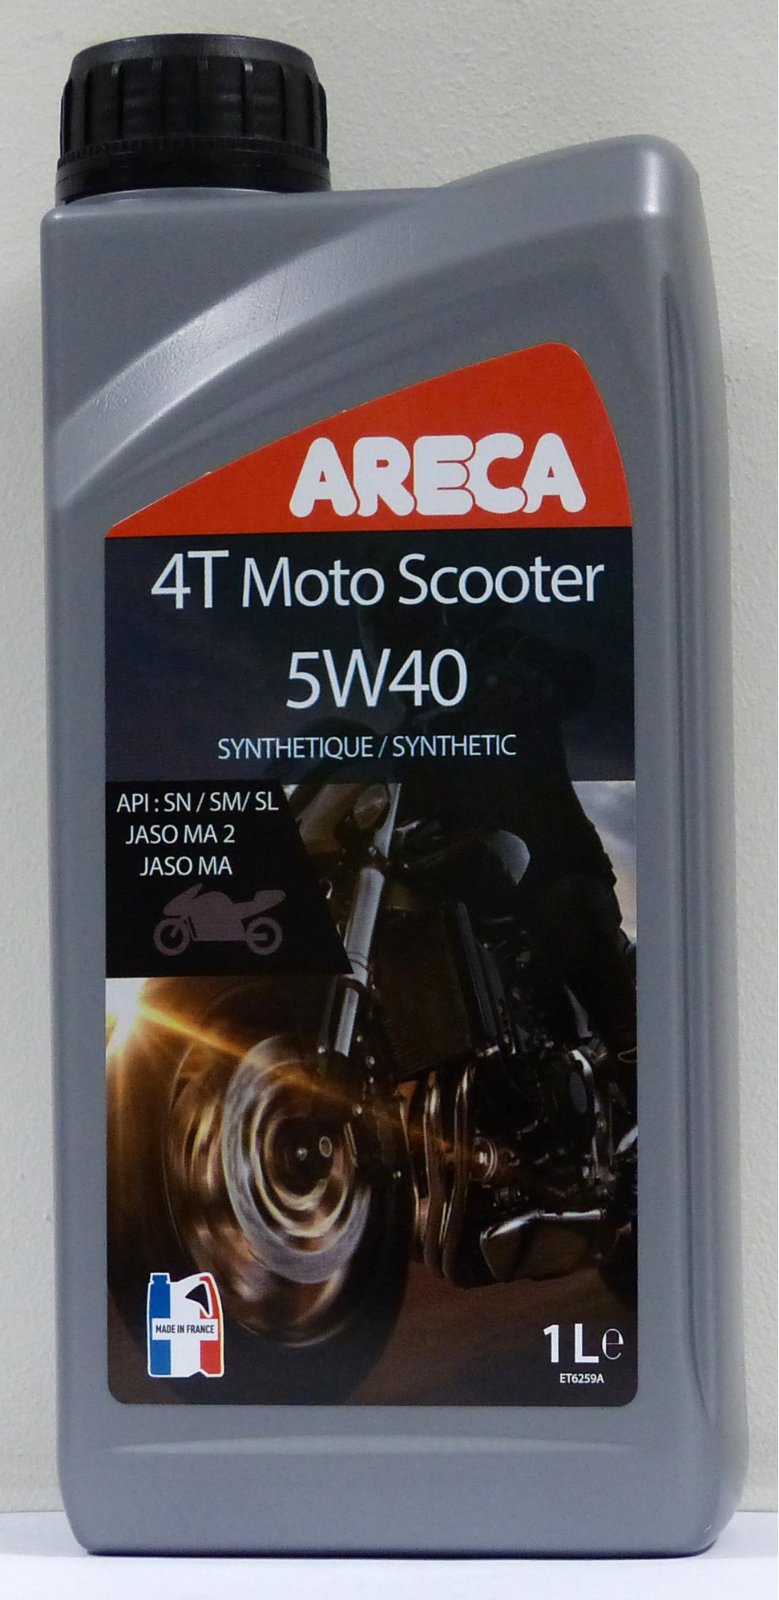 ARECA
4T Moto Scooter
5W40
SYNTHETIQUE / SYNTHETIC
API : SN / SM/ SL
JASO MA 2
JASO MA
MADE IN FRANCE
1 L e
ET6259A